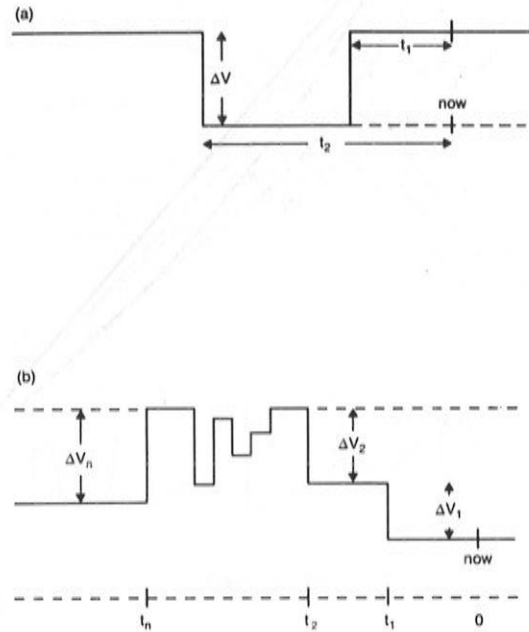 (a)
ΔV
t₁
now
t₂
(b)
ΔVₙ
ΔV₂
ΔV₁
now
tₙ
t₂
t₁
0